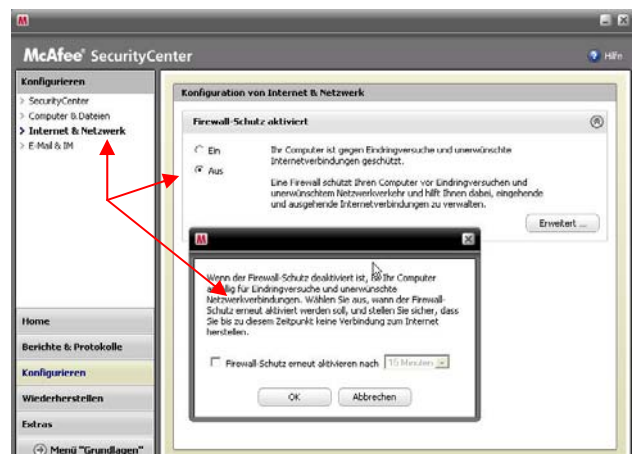 McAfee® SecurityCenter
Hilfe
Konfigurieren
> SecurityCenter
> Computer & Dateien
> Internet & Netzwerk
> E-Mail & IM
Home
Berichte & Protokolle
Konfigurieren
Wiederherstellen
Extras
Menü "Grundlagen"
Konfiguration von Internet & Netzwerk
Firewall-Schutz aktiviert
Ein
Ihr Computer ist gegen Eindringversuche und unerwünschte
Internetverbindungen geschützt.
Aus
Eine Firewall schützt Ihren Computer vor Eindringversuchen und
unerwünschtem Netzwerkverkehr und hilft Ihnen dabei, eingehende
und ausgehende Internetverbindungen zu verwalten.
Erweitert ...
Wenn der Firewall-Schutz deaktiviert ist, Ihr Computer
für Eindringversuche und unerwünschte
Netzwerkverbindungen. Wählen Sie aus, wann der Firewall-
Schutz erneut aktiviert werden soll, und stellen Sie sicher, dass
Sie bis zu diesem Zeitpunkt keine Verbindung zum Internet
herstellen.
Firewall-Schutz erneut aktivieren nach 15 Minuten
OK
Abbrechen